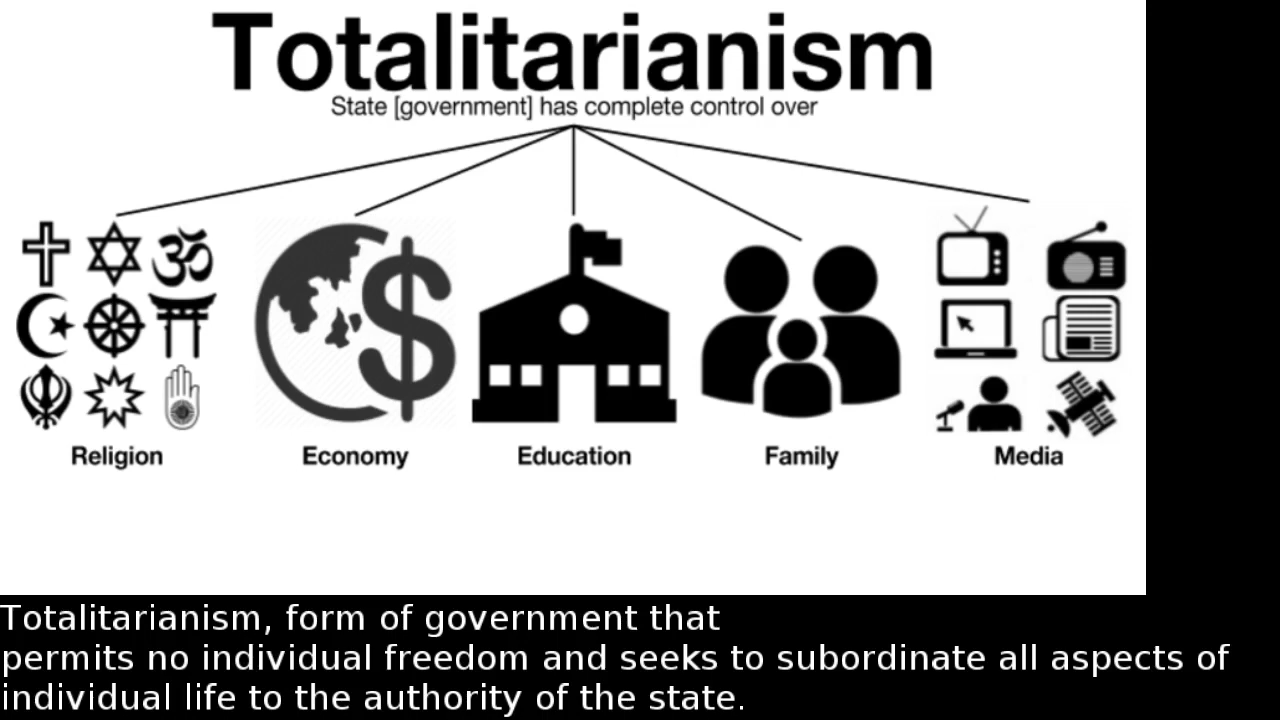 Totalitarianism
State [government] has complete control over
Religion
Economy
Education
Family
Media
Totalitarianism, form of government that
permits no individual freedom and seeks to subordinate all aspects of
individual life to the authority of the state.